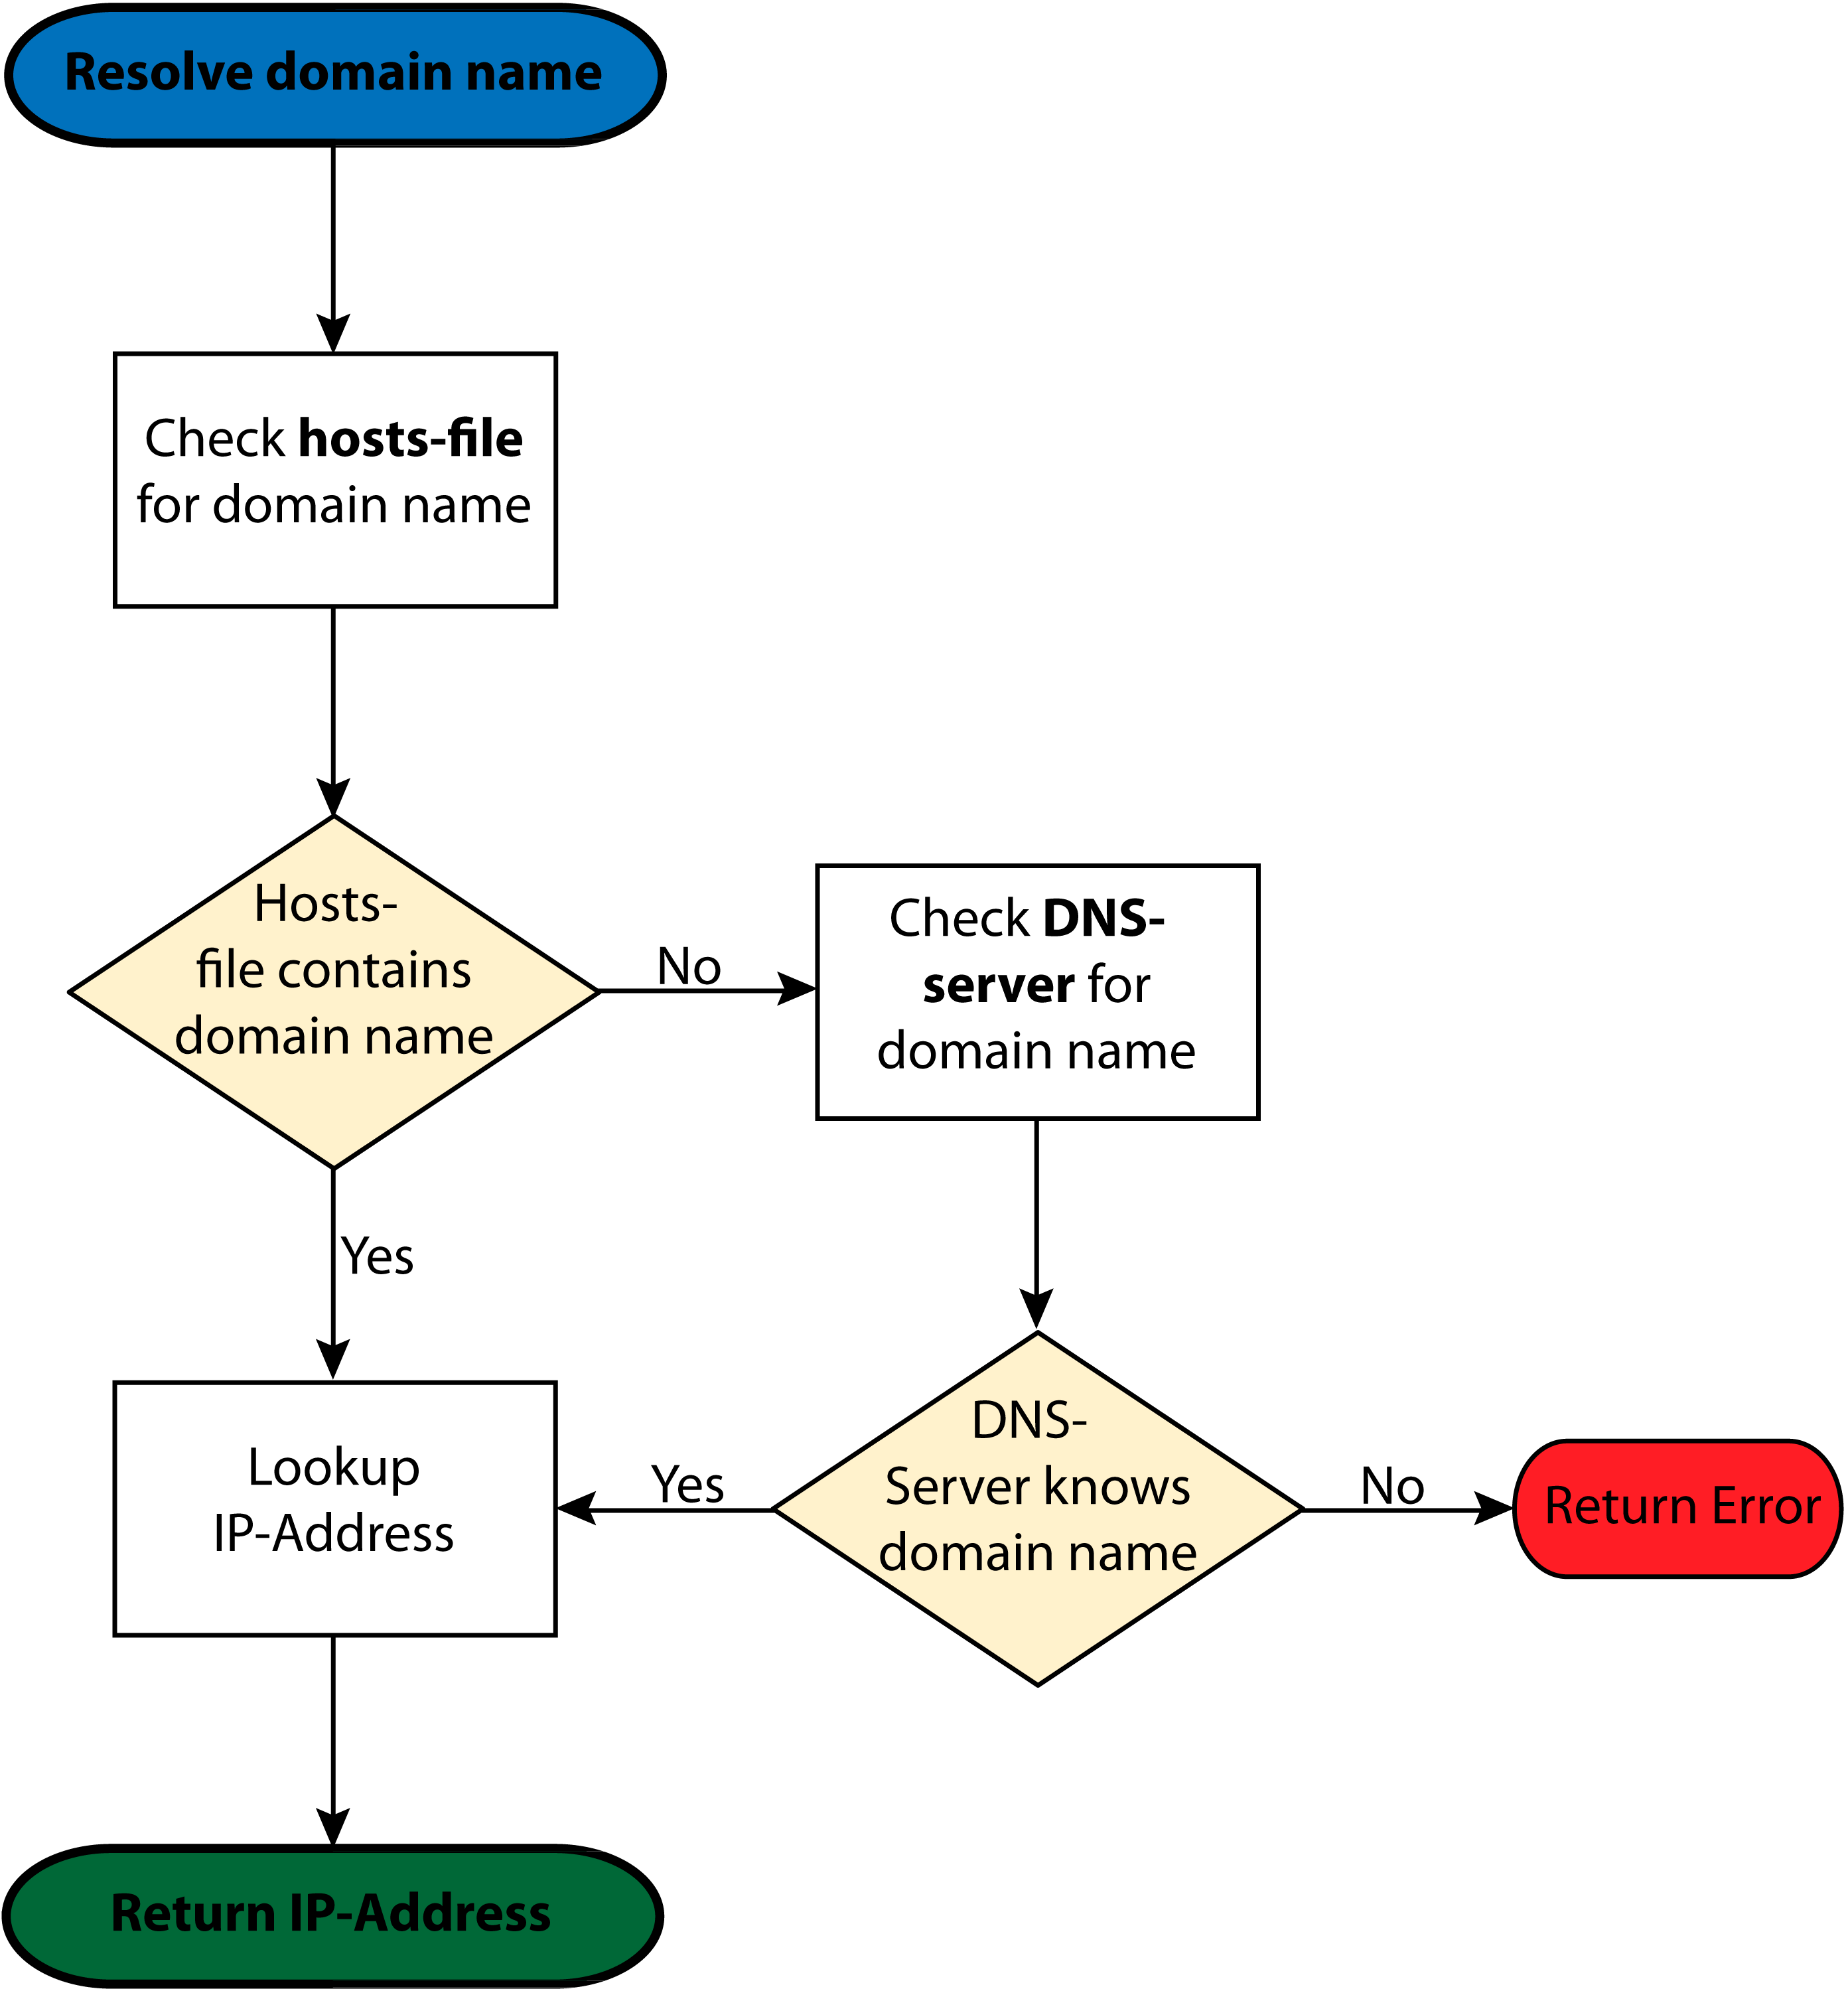 Resolve domain name
Check hosts-file
for domain name
Hosts-
file contains
domain name
No
Check DNS-
server for
domain name
Yes
Lookup
IP-Address
Yes
DNS-
Server knows
domain name
No
Return Error
Return IP-Address